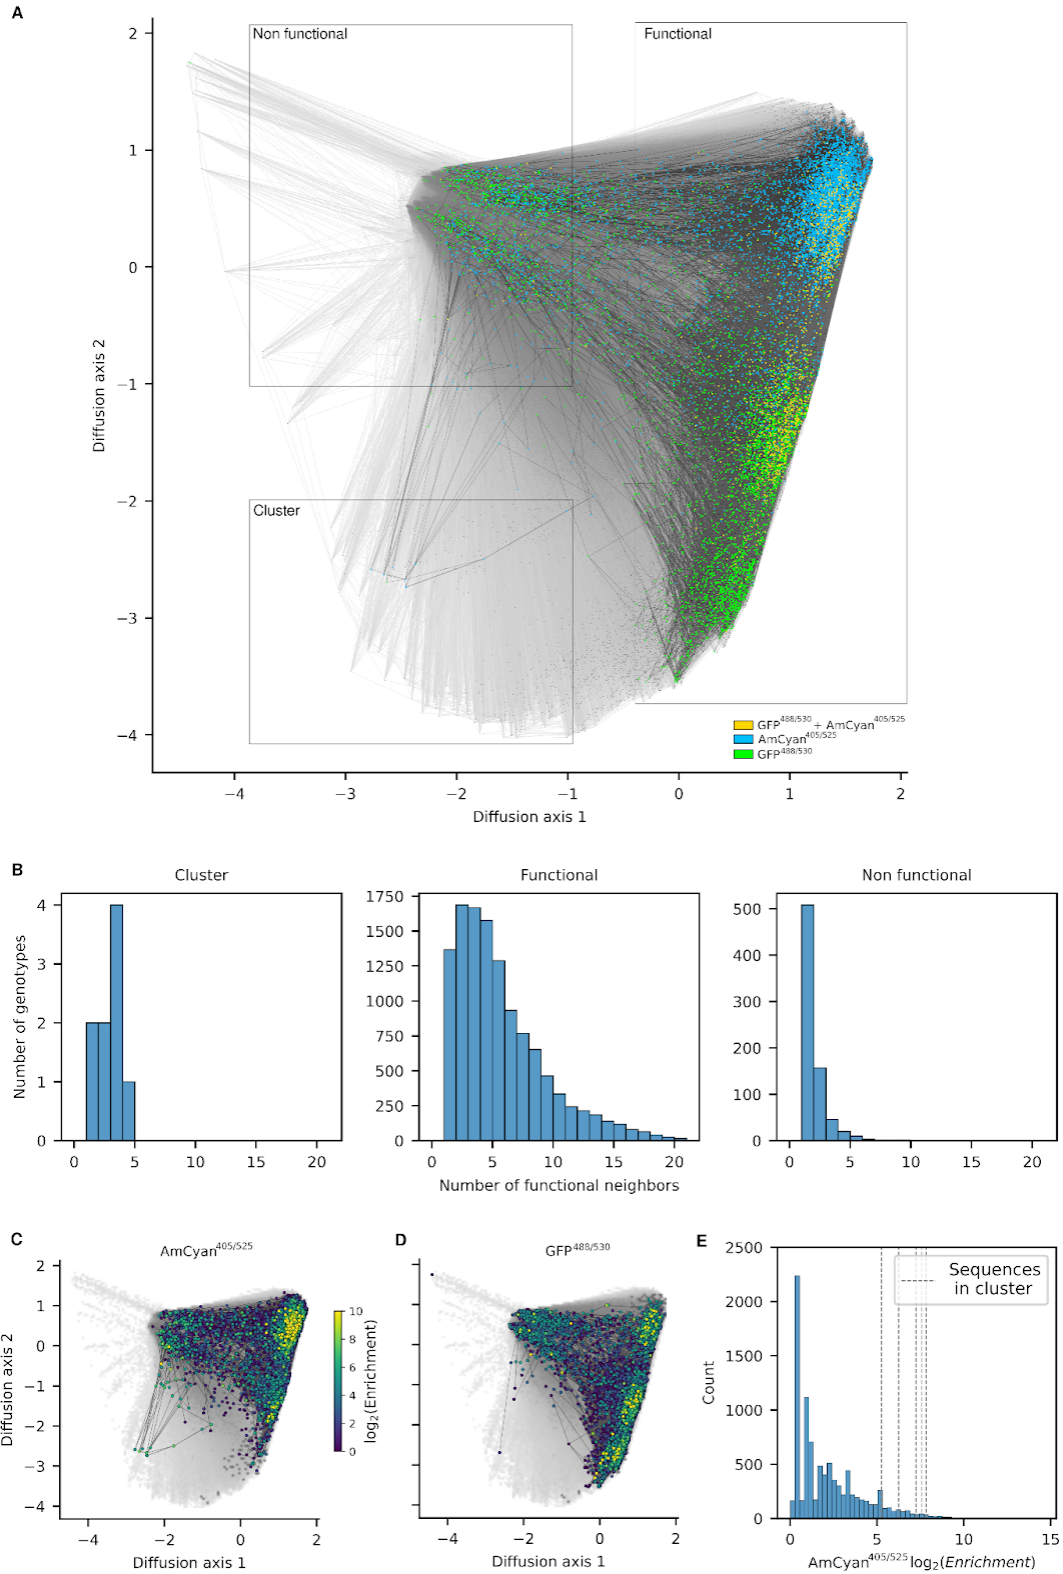 A
Non functional
Functional
Cluster
2
1
0
−1
−2
−3
−4
Diffusion axis 2
−4 −3 −2 −1 0 1 2
Diffusion axis 1
GFP488/530 + AmCyan405/525
AmCyan405/525
GFP488/530
B
Cluster
Functional
Non functional
Number of genotypes
4
3
2
1
0
0 5 10 15 20
1750
1500
1250
1000
750
500
250
0
0 5 10 15 20
Number of functional neighbors
500
400
300
200
100
0
0 5 10 15 20
C
AmCyan405/525
2
1
0
−1
−2
−3
−4
Diffusion axis 2
−4 −2 0 2
Diffusion axis 1
10
8
6
4
2
0
log2(Enrichment)
D
GFP488/530
−4 −2 0 2
Diffusion axis 1
E
2500
2000
1500
1000
500
0
Count
Sequences
in cluster
0 5 10 15
AmCyan405/525 log2(Enrichment)